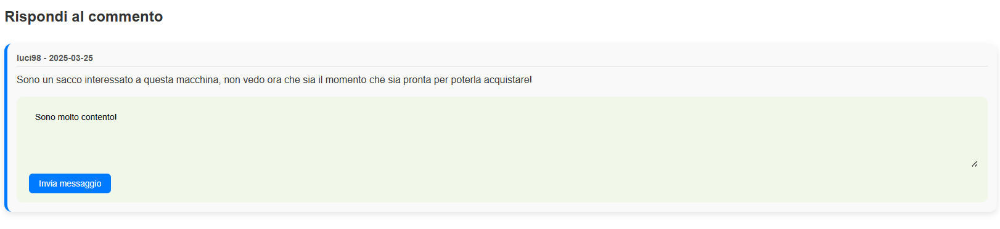 Rispondi al commento
luci98 - 2025-03-25
Sono un sacco interessato a questa macchina, non vedo ora che sia il momento che sia pronta per poterla acquistare!
Sono molto contento!
Invia messaggio